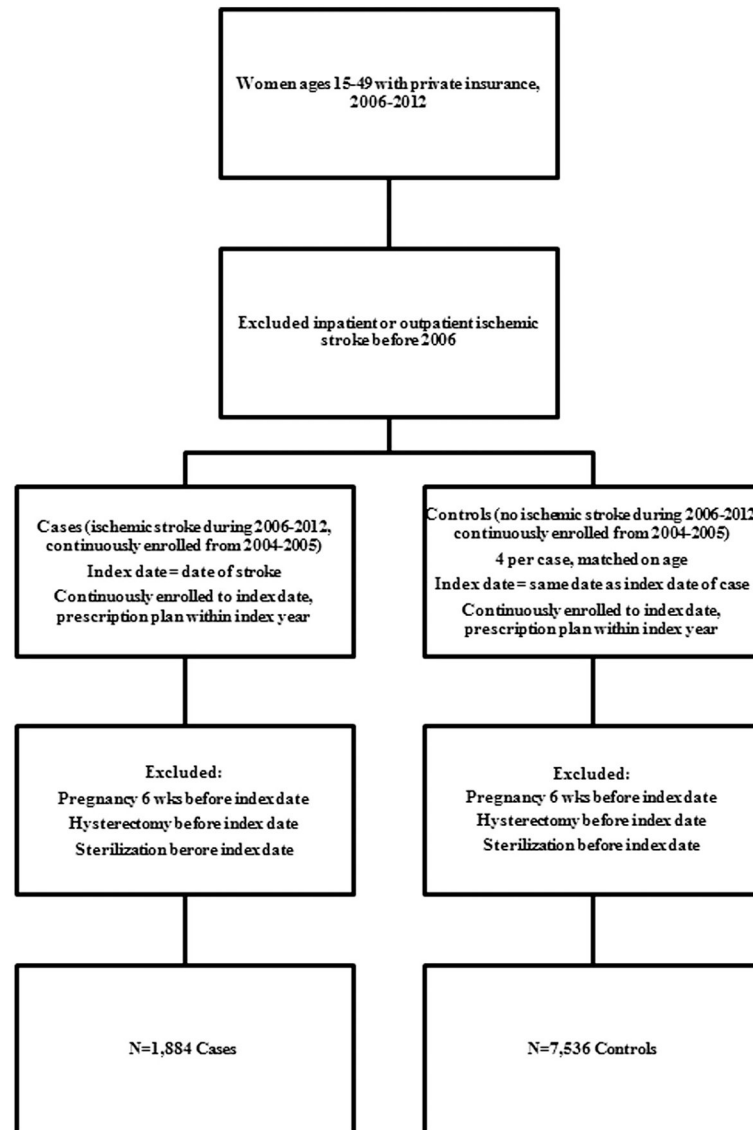 Women ages 15-49 with private insurance,
2006-2012
Excluded inpatient or outpatient ischemic
stroke before 2006
Cases (ischemic stroke during 2006-2012,
continuously enrolled from 2004-2005)
Index date = date of stroke
Continuously enrolled to index date,
prescription plan within index year
Controls (no ischemic stroke during 2006-2012
continuously enrolled from 2004-2005)
4 per case, matched on age
Index date = same date as index date of case
Continuously enrolled to index date,
prescription plan within index year
Excluded:
Pregnancy 6 wks before index date
Hysterectomy before index date
Sterilization berore index date
Excluded:
Pregnancy 6 wks before index date
Hysterectomy before index date
Sterilization before index date
N=1,884 Cases
N=7,536 Controls